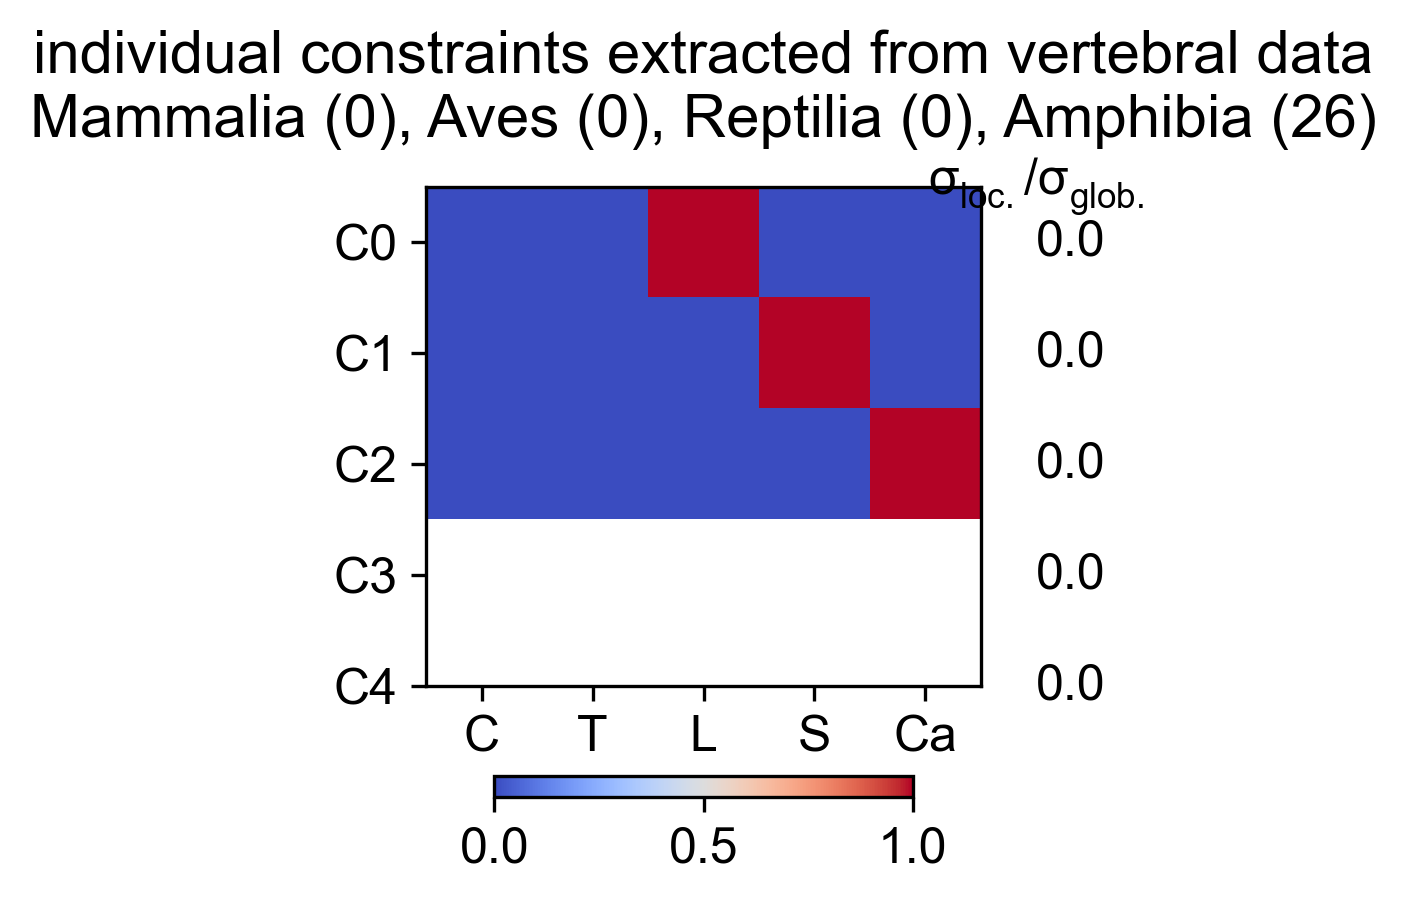 individual constraints extracted from vertebral data
Mammalia (0), Aves (0), Reptilia (0), Amphibia (26)
σloc. /σglob.
C0 0.0
C1 0.0
C2 0.0
C3 0.0
C4 0.0
C T L S Ca
0.0 0.5 1.0